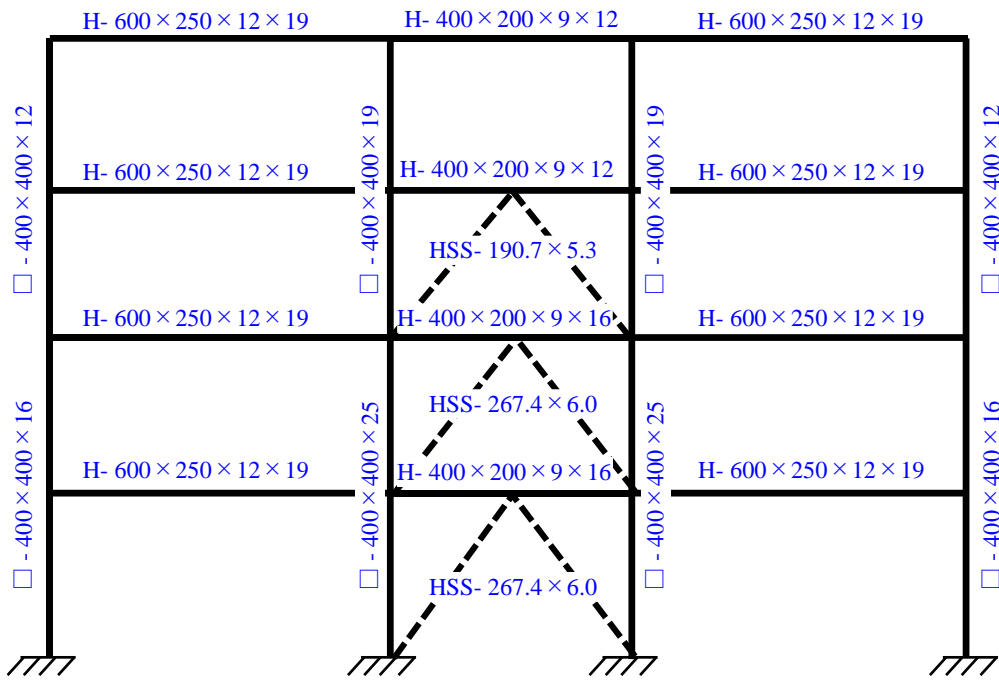 H- 600×250×12×19
H- 400×200×9×12
H- 600×250×12×19
□ - 400×400×12
□ - 400×400×19
□ - 400×400×19
□ - 400×400×12
H- 600×250×12×19
H- 400×200×9×12
H- 600×250×12×19
HSS- 190.7×5.3
H- 600×250×12×19
H- 400×200×9×16
H- 600×250×12×19
□ - 400×400×16
□ - 400×400×25
□ - 400×400×25
□ - 400×400×16
HSS- 267.4×6.0
H- 600×250×12×19
H- 400×200×9×16
H- 600×250×12×19
HSS- 267.4×6.0